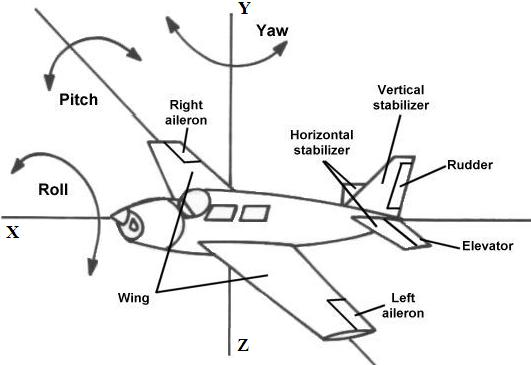 Y
Yaw
Pitch
Right
aileron
Vertical
stabilizer
Horizontal
stabilizer
Rudder
Roll
X
Elevator
Wing
Left
aileron
Z